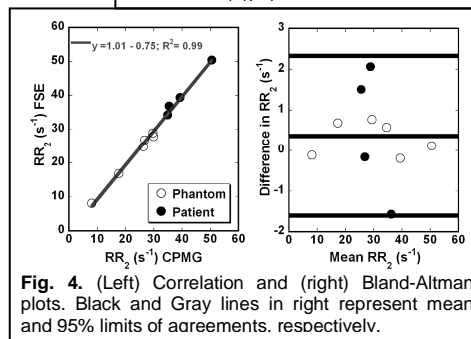 y =1.01 - 0.75; R²= 0.99
RR₂ (s⁻¹) FSE
60
50
40
30
20
10
0
Phantom
Patient
0 10 20 30 40 50 60
RR₂ (s⁻¹) CPMG
Difference in RR₂ (s⁻¹)
3
2
1
0
-1
-2
0 10 20 30 40 50 60
Mean RR₂ (s⁻¹)
Fig. 4. (Left) Correlation and (right) Bland-Altman
plots. Black and Gray lines in right represent mean
and 95% limits of agreements, respectively.